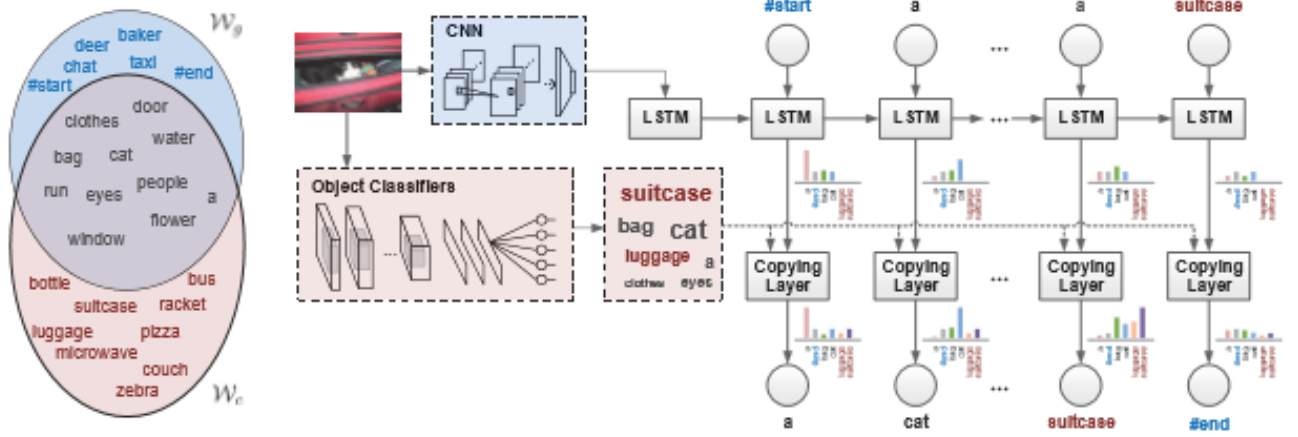 W_g
baker
deer
chat
taxi
#start
#end
door
clothes
water
bag
cat
run
eyes
people
a
flower
window
bottle
bus
suitcase
racket
luggage
pizza
microwave
couch
zebra
W_c
CNN
Object Classifiers
...
suitcase
bag
cat
luggage
a
clothes
eyes
#start
a
...
a
suitcase
LSTM
LSTM
LSTM
...
LSTM
LSTM
Copying
Layer
Copying
Layer
...
Copying
Layer
Copying
Layer
a
cat
...
suitcase
#end